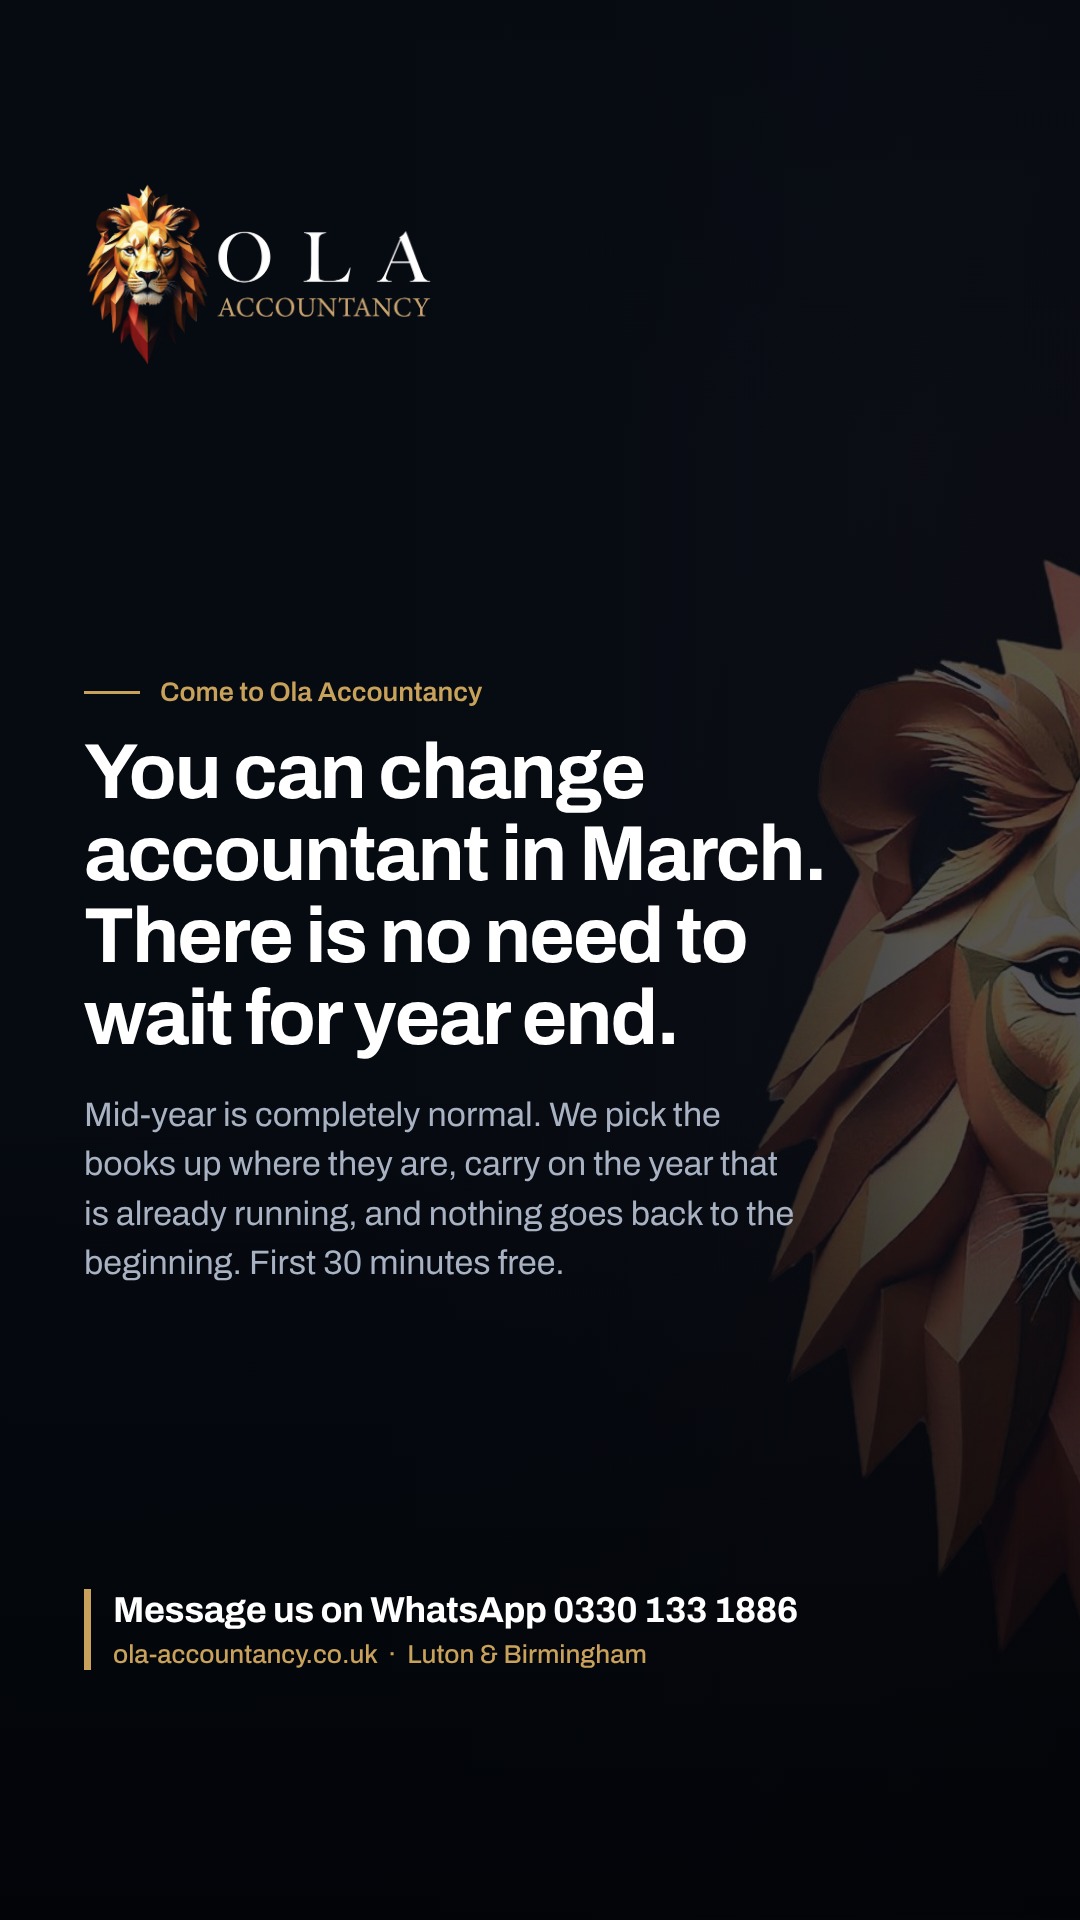 OLA
ACCOUNTANCY
Come to Ola Accountancy
You can change
accountant in March.
There is no need to
wait for year end.
Mid-year is completely normal. We pick the
books up where they are, carry on the year that
is already running, and nothing goes back to the
beginning. First 30 minutes free.
Message us on WhatsApp 0330 133 1886
ola-accountancy.co.uk · Luton & Birmingham